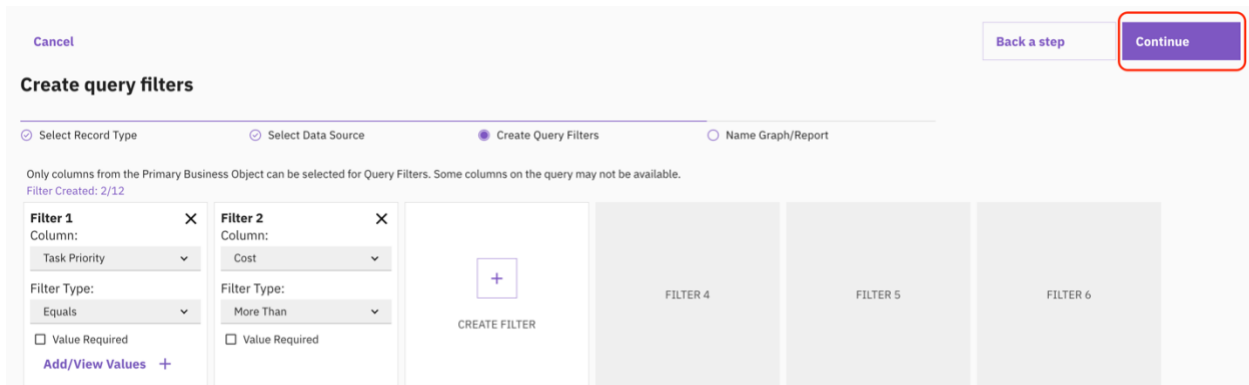 Cancel
Back a step
Continue
Create query filters
Select Record Type
Select Data Source
Create Query Filters
Name Graph/Report
Only columns from the Primary Business Object can be selected for Query Filters. Some columns on the query may not be available.
Filter Created: 2/12
Filter 1
Column:
Task Priority
Filter Type:
Equals
Value Required
Add/View Values +
Filter 2
Column:
Cost
Filter Type:
More Than
Value Required
CREATE FILTER
FILTER 4
FILTER 5
FILTER 6